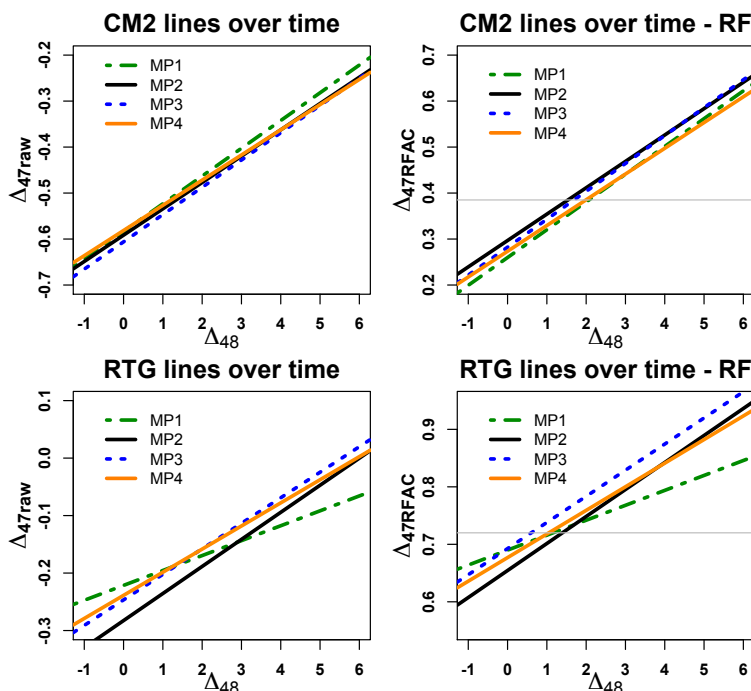 CM2 lines over time
Δ47raw
-0.2
-0.3
-0.4
-0.5
-0.6
-0.7
MP1
MP2
MP3
MP4
-1 0 1 2 3 4 5 6
Δ48
CM2 lines over time - RF
Δ47RFAC
0.7
0.6
0.5
0.4
0.3
0.2
MP1
MP2
MP3
MP4
-1 0 1 2 3 4 5 6
Δ48
RTG lines over time
Δ47raw
0.1
0.0
-0.1
-0.2
-0.3
MP1
MP2
MP3
MP4
-1 0 1 2 3 4 5 6
Δ48
RTG lines over time - RF
Δ47RFAC
0.9
0.8
0.7
0.6
MP1
MP2
MP3
MP4
-1 0 1 2 3 4 5 6
Δ48